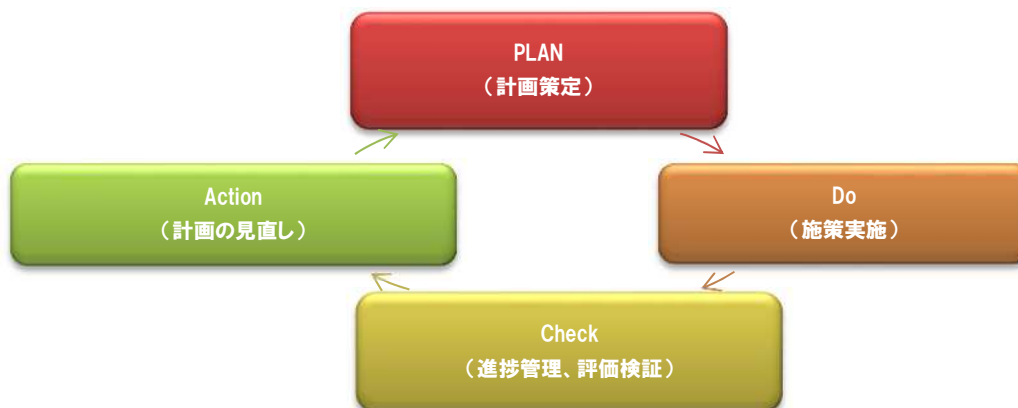 PLAN
（計画策定）
Action
（計画の見直し）
Do
（施策実施）
Check
（進捗管理、評価検証）